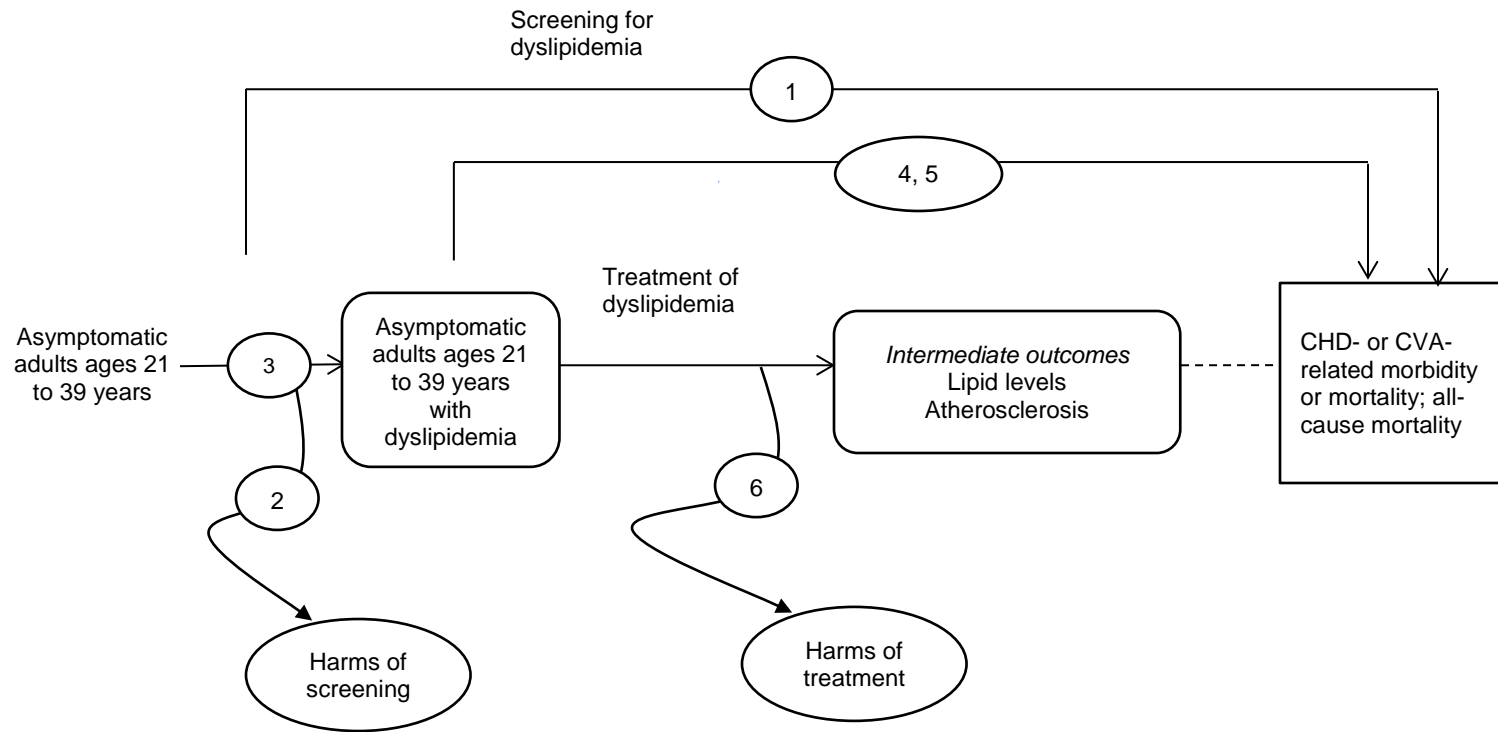 Screening for
dyslipidemia
1
4, 5
Treatment of
dyslipidemia
Asymptomatic
adults ages 21
to 39 years
3
Asymptomatic
adults ages 21
to 39 years
with
dyslipidemia
Intermediate outcomes
Lipid levels
Atherosclerosis
CHD- or CVA-
related morbidity
or mortality; all-
cause mortality
2
6
Harms of
screening
Harms of
treatment